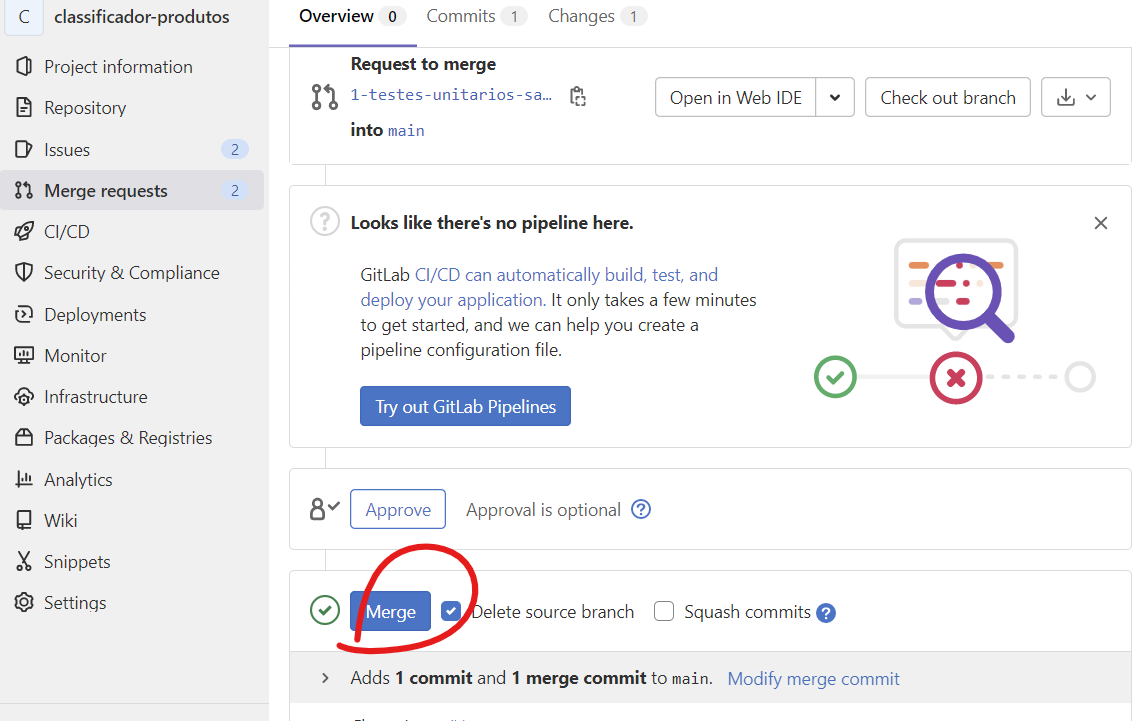 C classificador-produtos
Project information
Repository
Issues 2
Merge requests 2
CI/CD
Security & Compliance
Deployments
Monitor
Infrastructure
Packages & Registries
Analytics
Wiki
Snippets
Settings
Overview 0 Commits 1 Changes 1
Request to merge
1-testes-unitarios-sa…
into main
Open in Web IDE
Check out branch
Looks like there's no pipeline here.
GitLab CI/CD can automatically build, test, and
deploy your application. It only takes a few minutes
to get started, and we can help you create a
pipeline configuration file.
Try out GitLab Pipelines
Approve Approval is optional ?
Merge Delete source branch Squash commits ?
Adds 1 commit and 1 merge commit to main. Modify merge commit